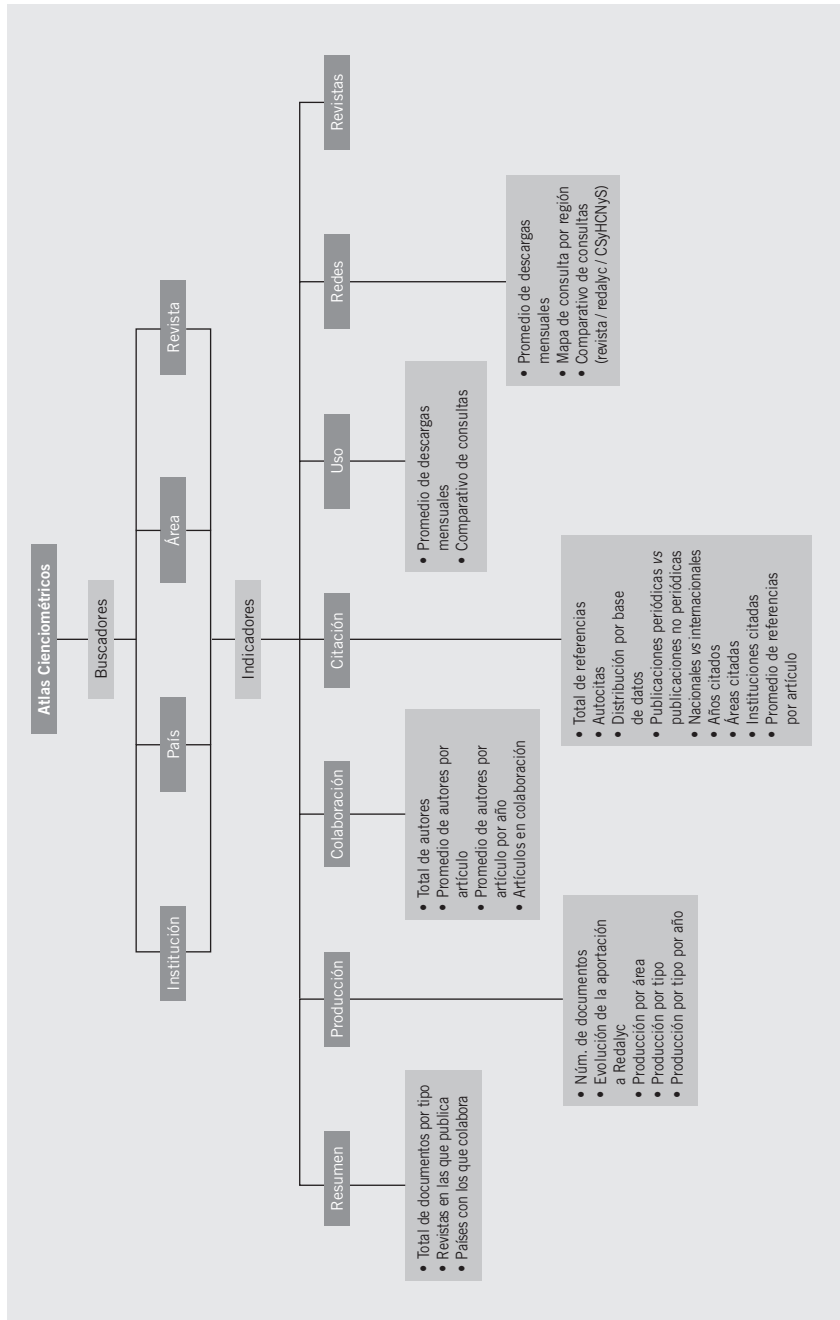 Atlas Cienciométricos
Buscadores
Institución
País
Área
Revista
Indicadores
Resumen
Producción
Colaboración
Citación
Uso
Redes
Revistas
• Total de documentos por tipo
• Revistas en las que publica
• Países con los que colabora
• Núm. de documentos
• Evolución de la aportación
a Redalyc
• Producción por área
• Producción por tipo
• Producción por tipo por año
• Total de autores
• Promedio de autores por
artículo
• Promedio de autores por
artículo por año
• Artículos en colaboración
• Total de referencias
• Autocitas
• Distribución por base
de datos
• Publicaciones periódicas vs
publicaciones no periódicas
• Nacionales vs internacionales
• Años citados
• Áreas citadas
• Instituciones citadas
• Promedio de referencias
por artículo
• Promedio de descargas
mensuales
• Comparativo de consultas
• Promedio de descargas
mensuales
• Mapa de consulta por región
• Comparativo de consultas
(revista / redalyc / CSyHCNyS)